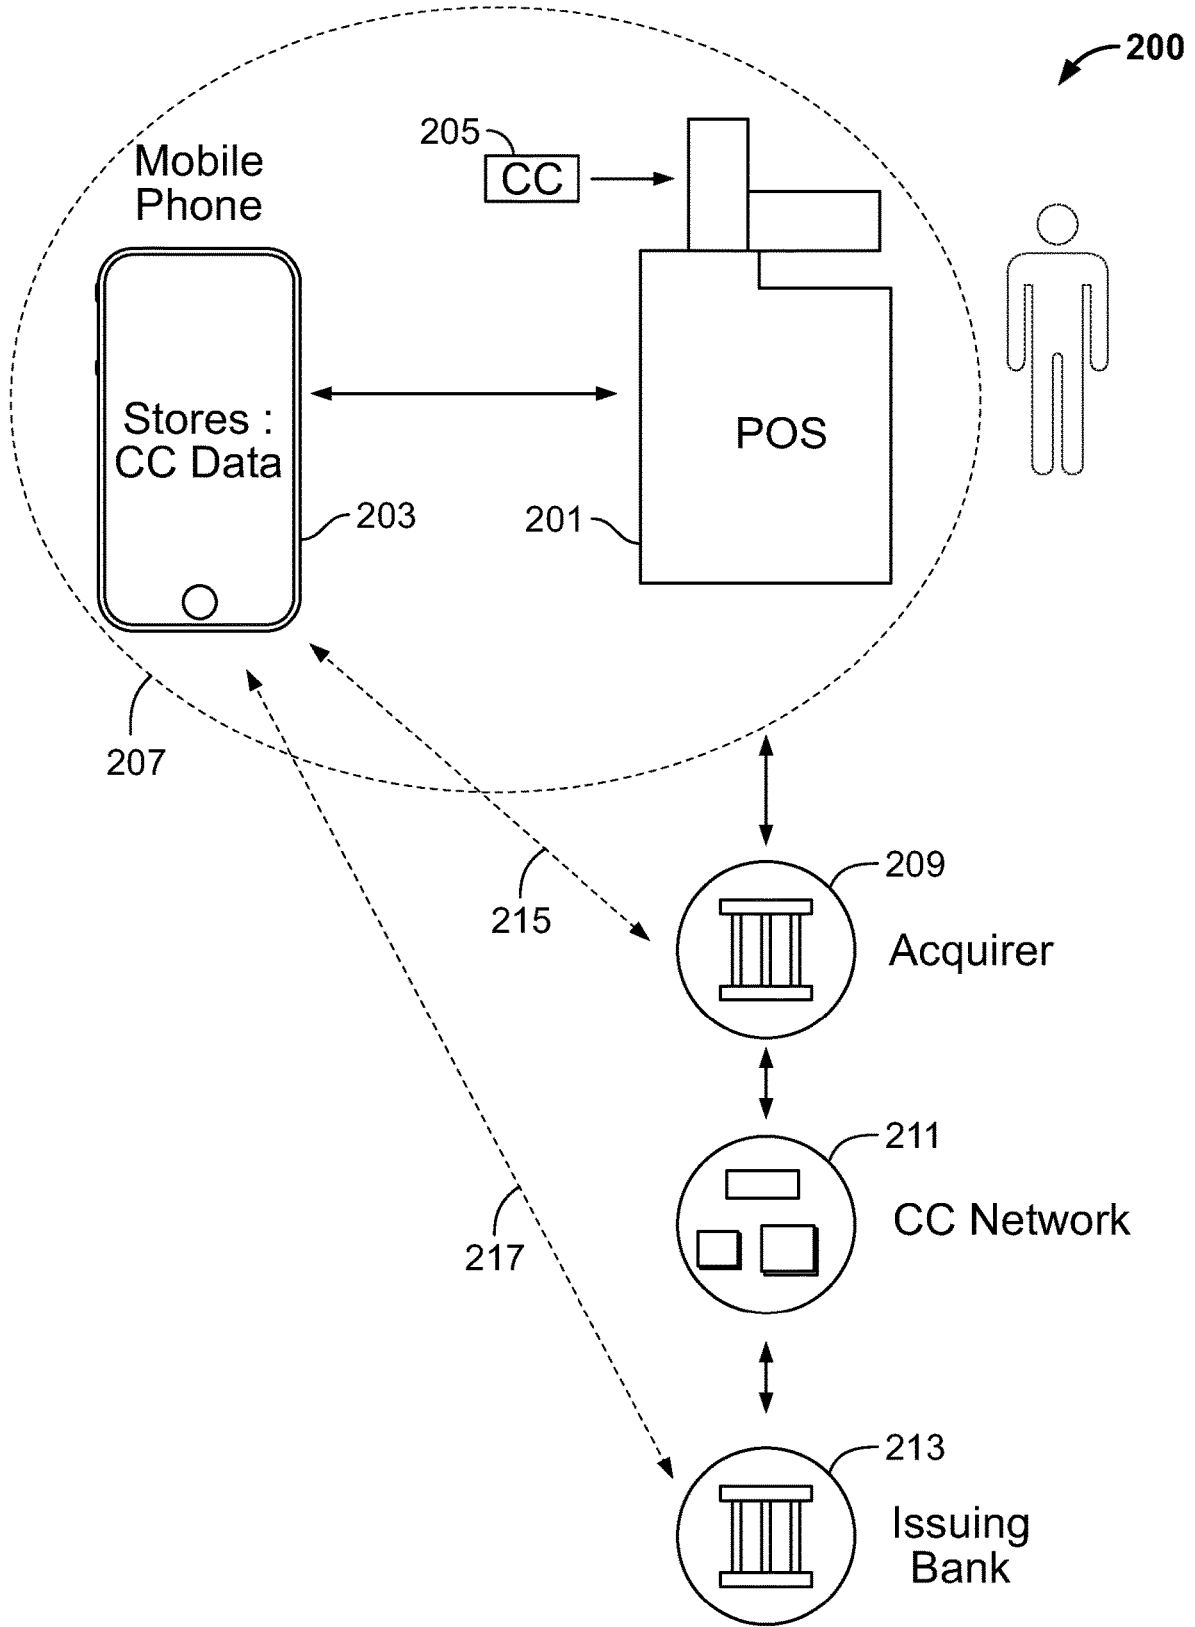 200
205
CC
Mobile
Phone
Stores :
CC Data
POS
203
201
207
209
215
Acquirer
211
CC Network
217
213
Issuing
Bank